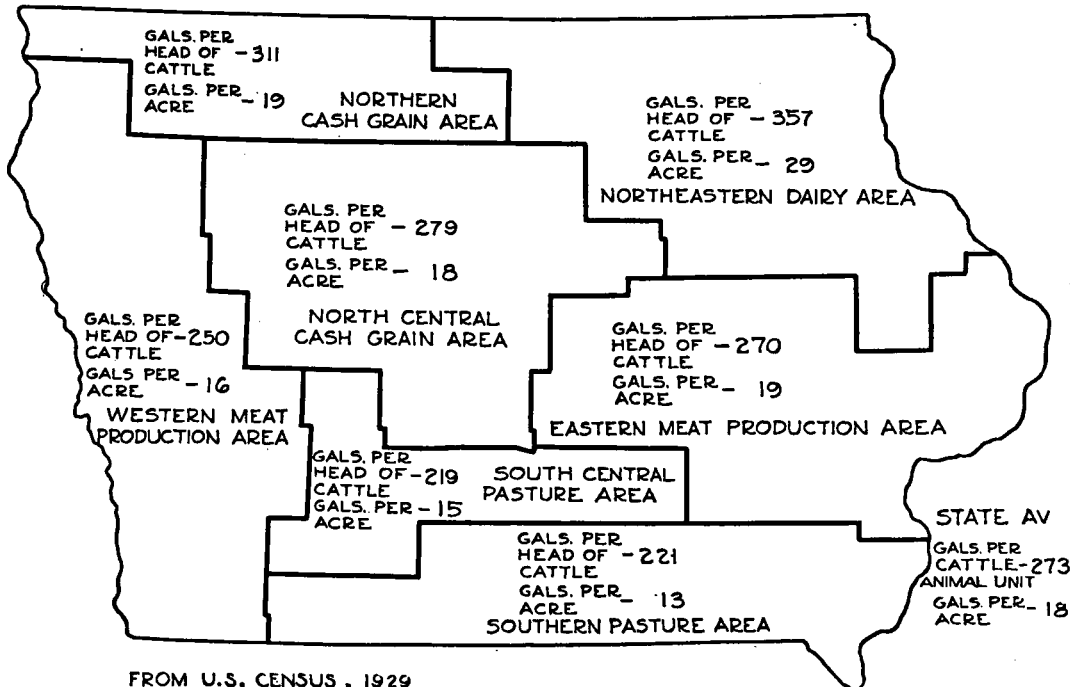 GALS. PER
HEAD OF - 311
CATTLE
GALS. PER - 19
ACRE
NORTHERN
CASH GRAIN AREA
GALS. PER
HEAD OF - 357
CATTLE
GALS. PER - 29
ACRE
NORTHEASTERN DAIRY AREA
GALS. PER
HEAD OF - 279
CATTLE
GALS. PER - 18
ACRE
NORTH CENTRAL
CASH GRAIN AREA
GALS. PER
HEAD OF - 250
CATTLE
GALS PER - 16
ACRE
WESTERN MEAT
PRODUCTION AREA
GALS. PER
HEAD OF - 270
CATTLE
GALS. PER - 19
ACRE
EASTERN MEAT PRODUCTION AREA
GALS. PER
HEAD OF - 219
CATTLE
GALS. PER - 15
ACRE
SOUTH CENTRAL
PASTURE AREA
GALS. PER
HEAD OF - 221
CATTLE
GALS. PER - 13
ACRE
SOUTHERN PASTURE AREA
STATE AV
GALS. PER
CATTLE - 273
ANIMAL UNIT
GALS. PER - 18
ACRE
FROM U.S. CENSUS, 1929